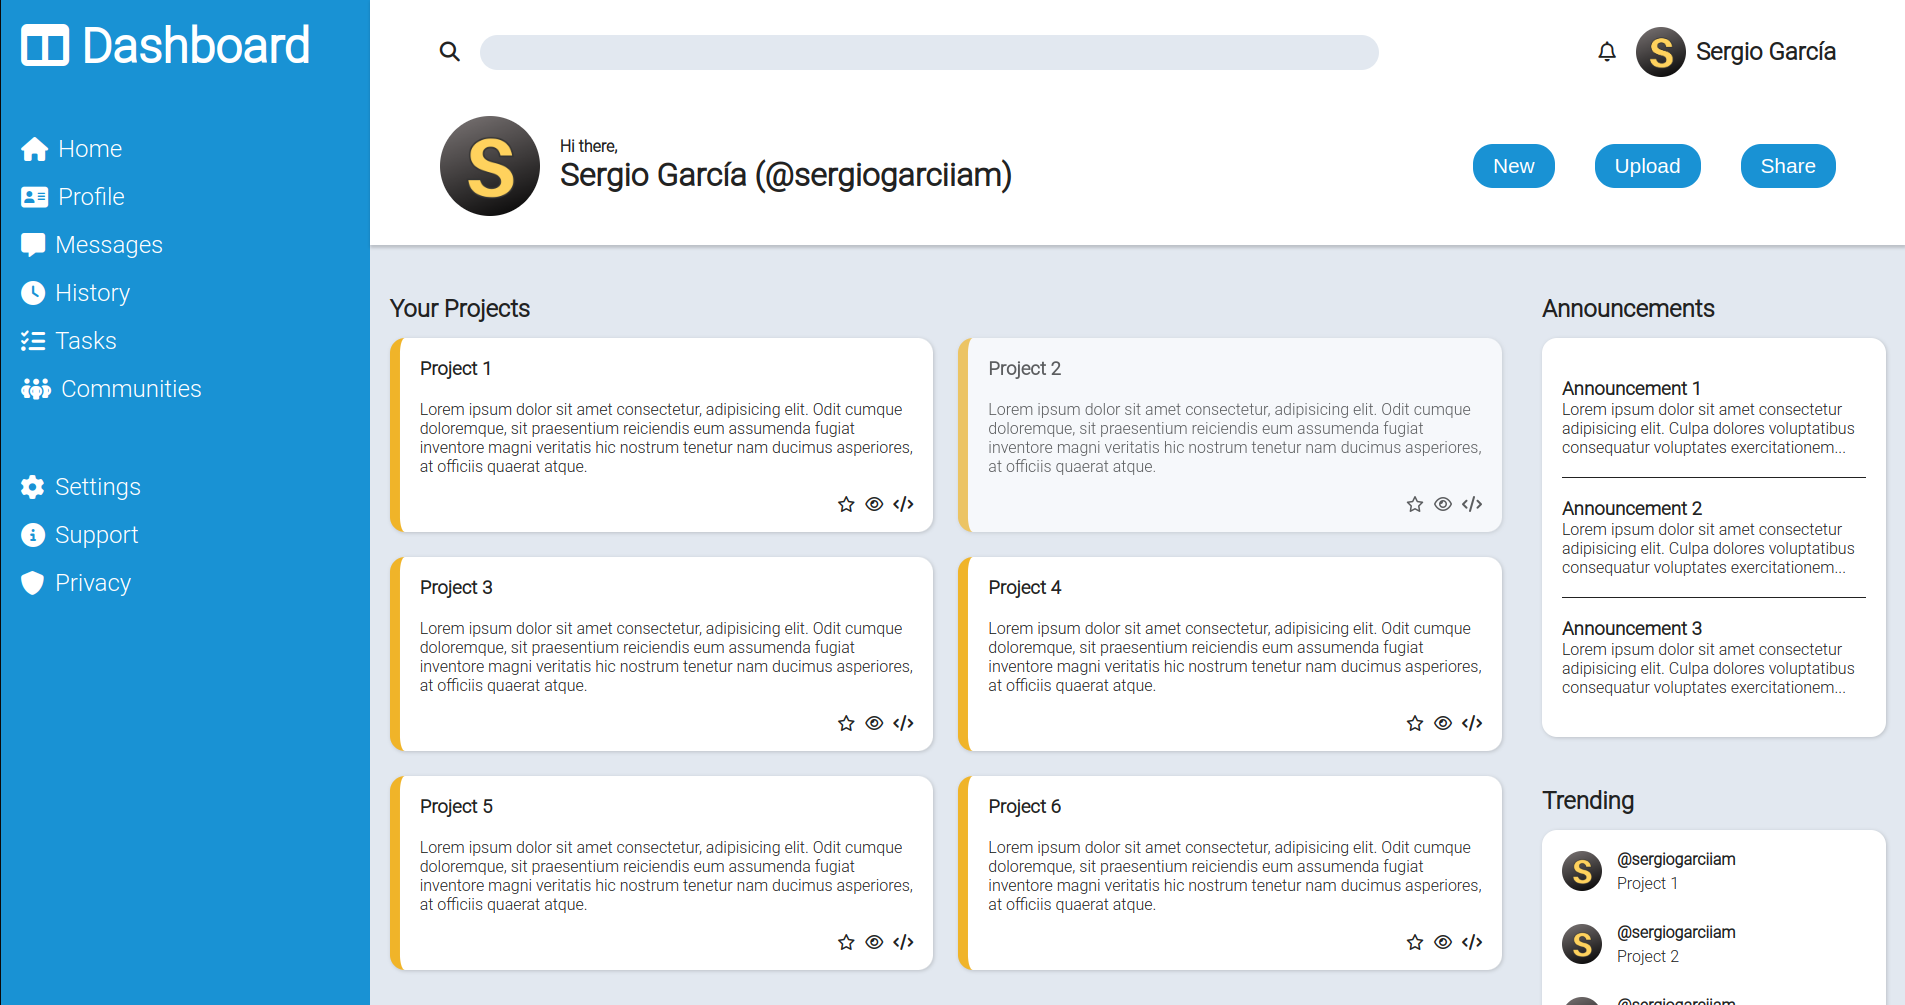 Dashboard
Home
Profile
Messages
History
Tasks
Communities
Settings
Support
Privacy
S Sergio García
S
Hi there,
Sergio García (@sergiogarciiam)
New Upload Share
Your Projects
Project 1
Lorem ipsum dolor sit amet consectetur, adipisicing elit. Odit cumque
doloremque, sit praesentium reiciendis eum assumenda fugiat
inventore magni veritatis hic nostrum tenetur nam ducimus asperiores,
at officiis quaerat atque.
Project 2
Lorem ipsum dolor sit amet consectetur, adipisicing elit. Odit cumque
doloremque, sit praesentium reiciendis eum assumenda fugiat
inventore magni veritatis hic nostrum tenetur nam ducimus asperiores,
at officiis quaerat atque.
Project 3
Lorem ipsum dolor sit amet consectetur, adipisicing elit. Odit cumque
doloremque, sit praesentium reiciendis eum assumenda fugiat
inventore magni veritatis hic nostrum tenetur nam ducimus asperiores,
at officiis quaerat atque.
Project 4
Lorem ipsum dolor sit amet consectetur, adipisicing elit. Odit cumque
doloremque, sit praesentium reiciendis eum assumenda fugiat
inventore magni veritatis hic nostrum tenetur nam ducimus asperiores,
at officiis quaerat atque.
Project 5
Lorem ipsum dolor sit amet consectetur, adipisicing elit. Odit cumque
doloremque, sit praesentium reiciendis eum assumenda fugiat
inventore magni veritatis hic nostrum tenetur nam ducimus asperiores,
at officiis quaerat atque.
Project 6
Lorem ipsum dolor sit amet consectetur, adipisicing elit. Odit cumque
doloremque, sit praesentium reiciendis eum assumenda fugiat
inventore magni veritatis hic nostrum tenetur nam ducimus asperiores,
at officiis quaerat atque.
Announcements
Announcement 1
Lorem ipsum dolor sit amet consectetur
adipisicing elit. Culpa dolores voluptatibus
consequatur voluptates exercitationem...
Announcement 2
Lorem ipsum dolor sit amet consectetur
adipisicing elit. Culpa dolores voluptatibus
consequatur voluptates exercitationem...
Announcement 3
Lorem ipsum dolor sit amet consectetur
adipisicing elit. Culpa dolores voluptatibus
consequatur voluptates exercitationem...
Trending
S
@sergiogarciiam
Project 1
S
@sergiogarciiam
Project 2